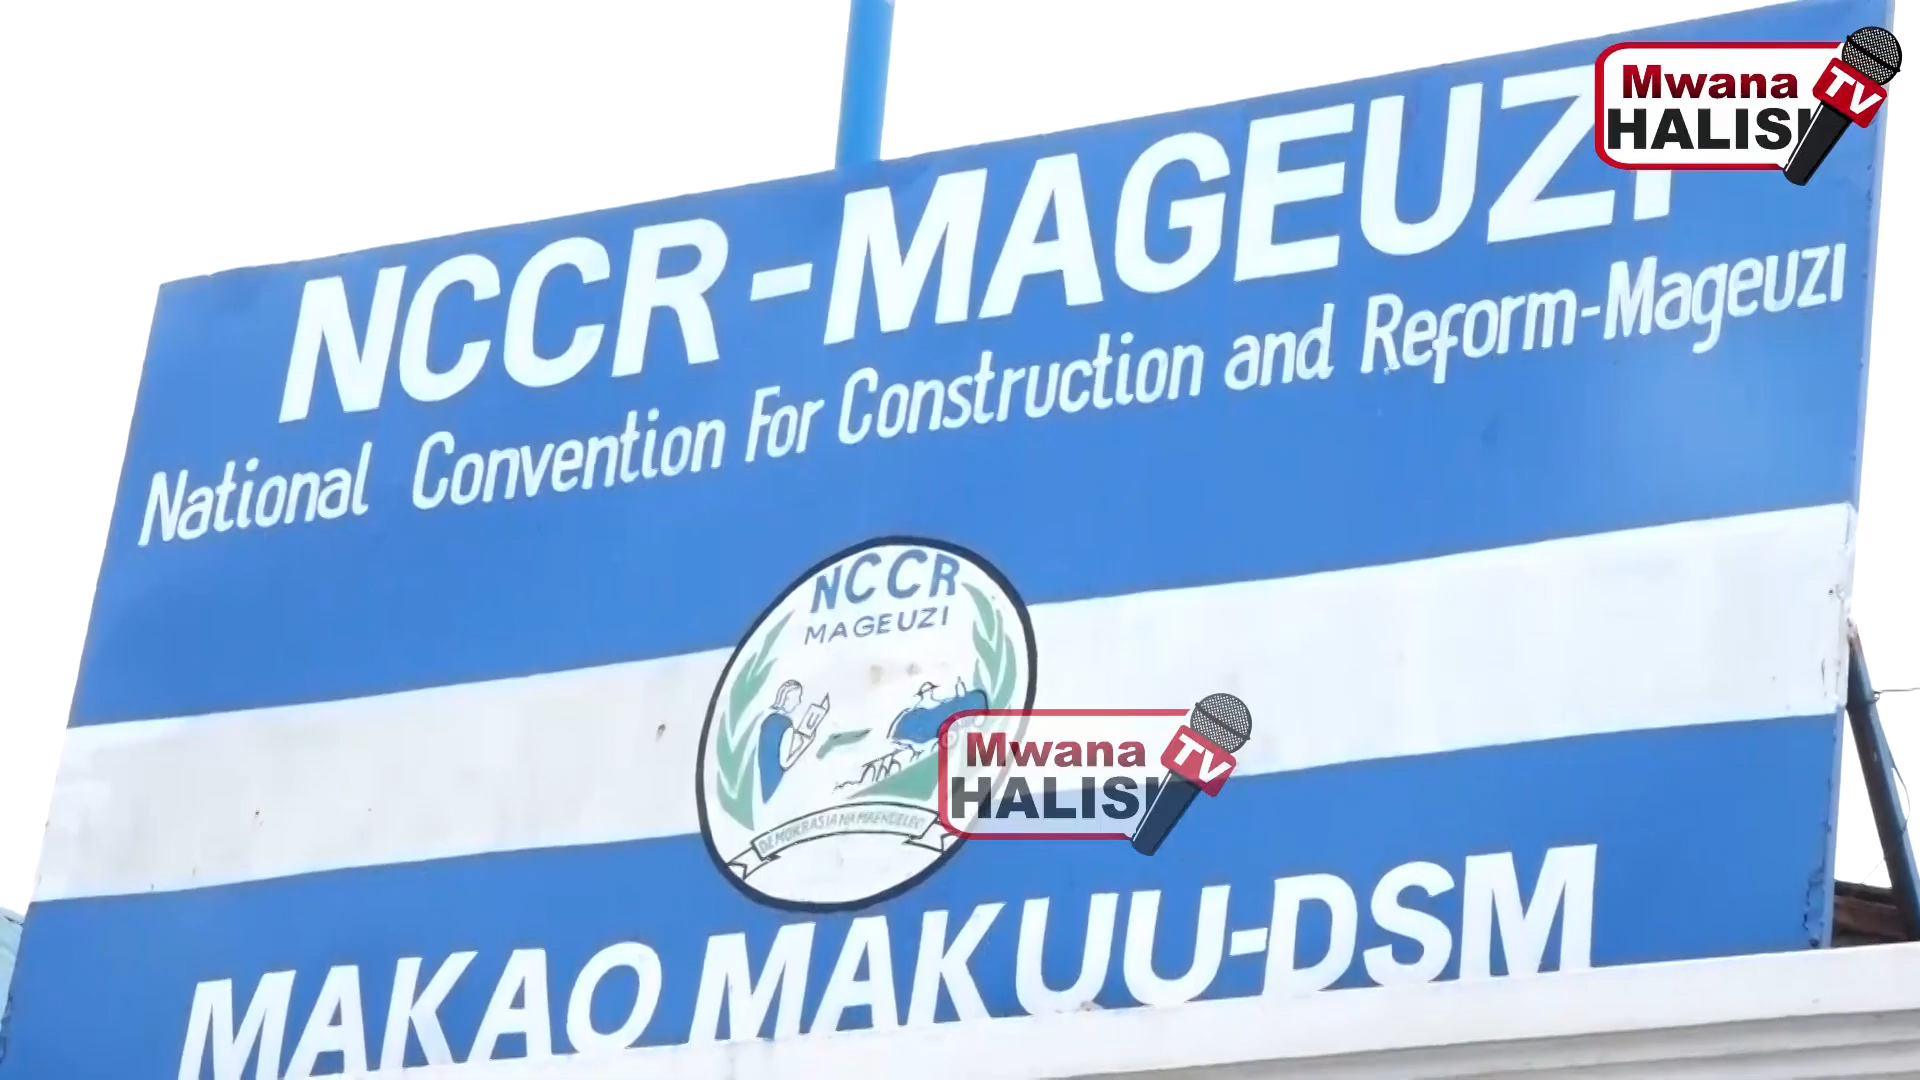 Mwana
HALISI
TV
NCCR-MAGEUZI
National Convention For Construction and Reform-Mageuzi
NCCR
MAGEUZI
DEMOKRASIA NA MAENDELEO
Mwana
HALISI
TV
MAKAO MAKUU-DSM